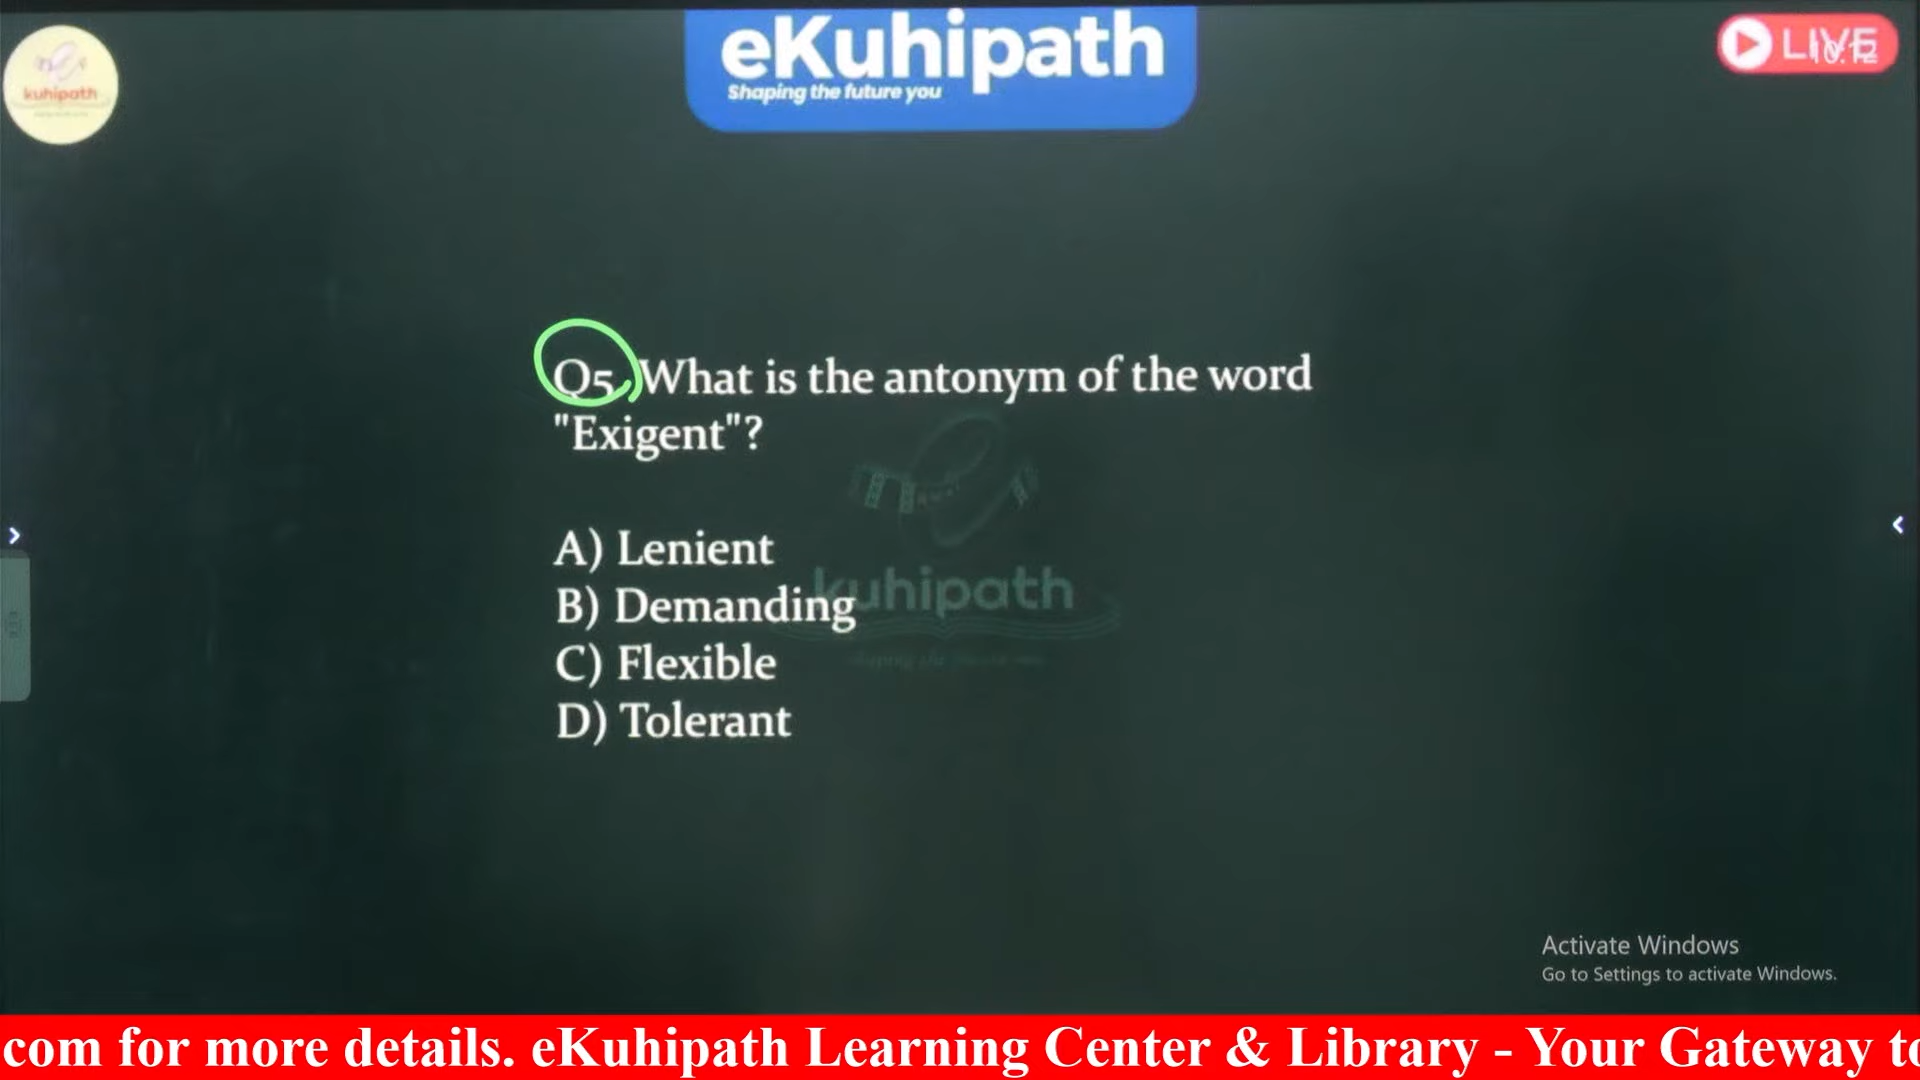 eKuhipath
Shaping the future you
kuhipath
LIVE
Q5. What is the antonym of the word
"Exigent"?
A) Lenient
B) Demanding
C) Flexible
D) Tolerant
kuhipath
Activate Windows
Go to Settings to activate Windows.
com for more details. eKuhipath Learning Center & Library - Your Gateway to